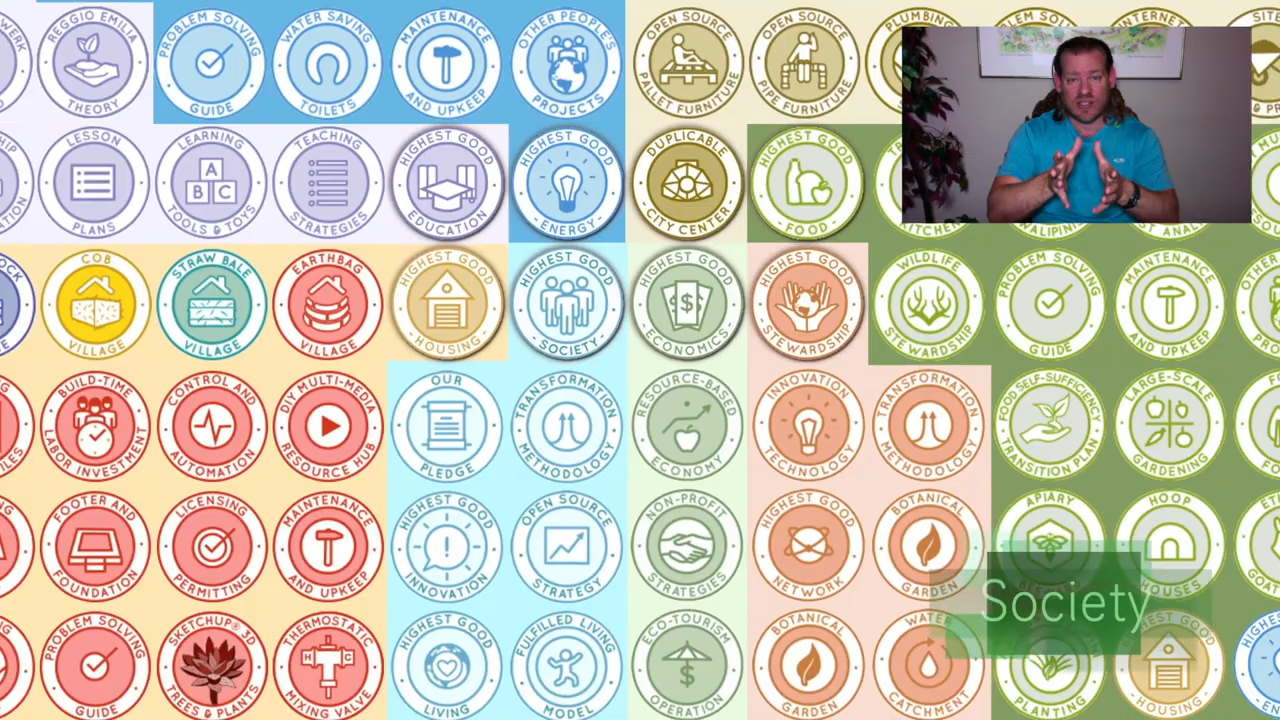 REGGIO EMILIA THEORY
PROBLEM SOLVING GUIDE
WATER SAVING TOILETS
MAINTENANCE AND UPKEEP
OTHER PEOPLE'S PROJECTS
OPEN SOURCE PALLET FURNITURE
OPEN SOURCE PIPE FURNITURE
PLUMBING
INTERNET
LESSON PLANS
LEARNING TOOLS & TOYS
TEACHING STRATEGIES
HIGHEST GOOD EDUCATION
HIGHEST GOOD ENERGY
DUPLICABLE CITY CENTER
HIGHEST GOOD FOOD
COB VILLAGE
STRAW BALE VILLAGE
EARTHBAG VILLAGE
HIGHEST GOOD HOUSING
HIGHEST GOOD SOCIETY
HIGHEST GOOD ECONOMICS
HIGHEST GOOD STEWARDSHIP
WILDLIFE STEWARDSHIP
PROBLEM SOLVING GUIDE
MAINTENANCE AND UPKEEP
BUILD-TIME LABOR INVESTMENT
CONTROL AND AUTOMATION
DIY MULTI-MEDIA RESOURCE HUB
OUR PLEDGE
TRANSFORMATION METHODOLOGY
RESOURCE-BASED ECONOMY
INNOVATION TECHNOLOGY
TRANSFORMATION METHODOLOGY
FOOD SELF-SUFFICIENCY TRANSITION PLAN
LARGE-SCALE GARDENING
FOOTER AND FOUNDATION
LICENSING PERMITTING
MAINTENANCE AND UPKEEP
HIGHEST GOOD INNOVATION
OPEN SOURCE STRATEGY
NON-PROFIT STRATEGIES
HIGHEST GOOD NETWORK
BOTANICAL GARDEN
APIARY
HOOP HOUSES
Society
PROBLEM SOLVING GUIDE
SKETCHUP® 3D TREES & PLANTS
THERMOSTATIC MIXING VALVE
H C
HIGHEST GOOD LIVING
FULFILLED LIVING MODEL
ECO-TOURISM OPERATION
BOTANICAL GARDEN
WATER CATCHMENT
PLANTING
HOUSING